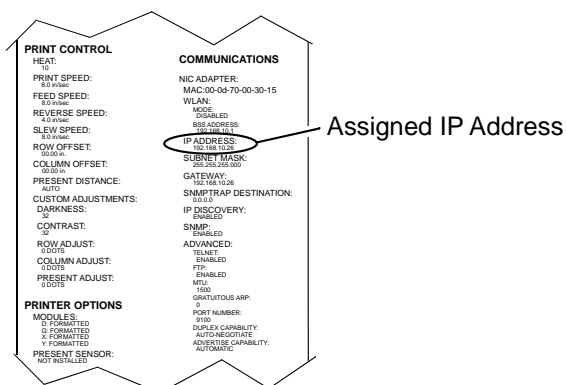 PRINT CONTROL
HEAT:
10
PRINT SPEED:
8.0 in/sec
FEED SPEED:
8.0 in/sec
REVERSE SPEED:
4.0 in/sec
SLEW SPEED:
8.0 in/sec
ROW OFFSET:
00.00 in.
COLUMN OFFSET:
00.00 in.
PRESENT DISTANCE:
AUTO
CUSTOM ADJUSTMENTS:
DARKNESS:
32
CONTRAST:
32
ROW ADJUST:
0 DOTS
COLUMN ADJUST:
0 DOTS
PRESENT ADJUST:
0 DOTS
PRINTER OPTIONS
MODULES:
D: FORMATTED
G: FORMATTED
X: FORMATTED
Y: FORMATTED
PRESENT SENSOR:
NOT INSTALLED
COMMUNICATIONS
NIC ADAPTER:
MAC:00-0d-70-00-30-15
WLAN:
MODE:
DISABLED
BSS ADDRESS:
192.168.10.1
IP ADDRESS:
192.168.10.26
SUBNET MASK:
255.255.255.000
GATEWAY:
192.168.10.26
SNMPTRAP DESTINATION:
0.0.0.0
IP DISCOVERY:
ENABLED
SNMP:
ENABLED
ADVANCED:
TELNET:
ENABLED
FTP:
ENABLED
MTU:
1500
GRATUITOUS ARP:
0
PORT NUMBER:
9100
DUPLEX CAPABILITY:
AUTO-NEGOTIATE
ADVERTISE CAPABILITY:
AUTOMATIC
Assigned IP Address